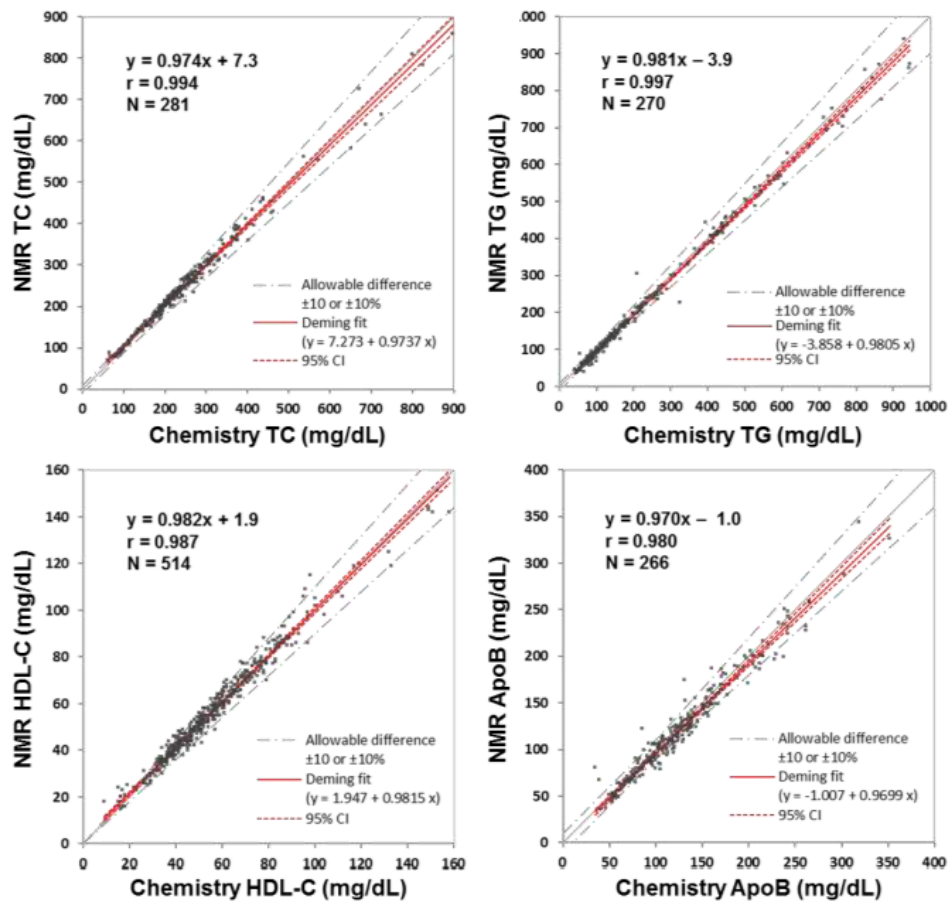 900
800
700
600
500
400
300
200
100
0
NMR TC (mg/dL)
y = 0.974x + 7.3
r = 0.994
N = 281
Allowable difference
±10 or ±10%
Deming fit
(y = 7.273 + 0.9737 x)
95% CI
0 100 200 300 400 500 600 700 800 900
Chemistry TC (mg/dL)
1000
900
800
700
600
500
400
300
200
100
0
NMR TG (mg/dL)
y = 0.981x – 3.9
r = 0.997
N = 270
Allowable difference
±10 or ±10%
Deming fit
(y = -3.858 + 0.9805 x)
95% CI
0 100 200 300 400 500 600 700 800 900 1000
Chemistry TG (mg/dL)
160
140
120
100
80
60
40
20
0
NMR HDL-C (mg/dL)
y = 0.982x + 1.9
r = 0.987
N = 514
Allowable difference
±10 or ±10%
Deming fit
(y = 1.947 + 0.9815 x)
95% CI
0 20 40 60 80 100 120 140 160
Chemistry HDL-C (mg/dL)
400
350
300
250
200
150
100
50
0
NMR ApoB (mg/dL)
y = 0.970x – 1.0
r = 0.980
N = 266
Allowable difference
±10 or ±10%
Deming fit
(y = -1.007 + 0.9699 x)
95% CI
0 50 100 150 200 250 300 350 400
Chemistry ApoB (mg/dL)